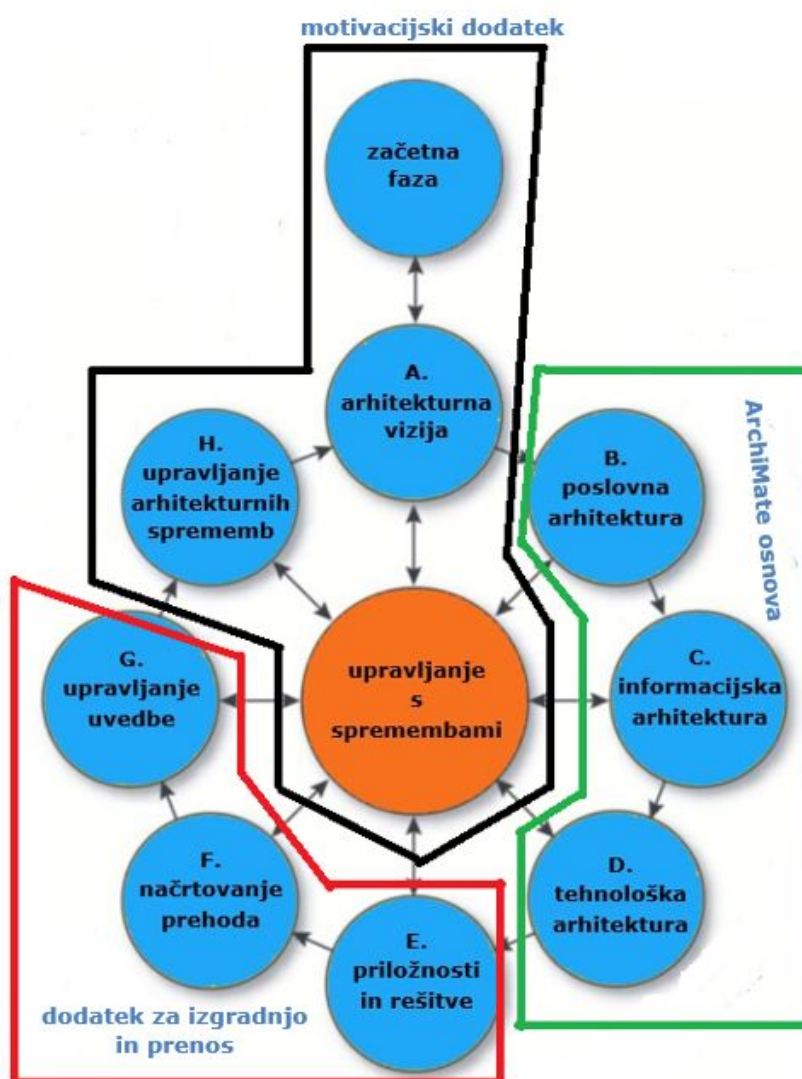 motivacijski dodatek
začetna
faza
A.
arhitekturna
vizija
H.
upravljanje
arhitekturnih
sprememb
B.
poslovna
arhitektura
ArchiMate osnova
G.
upravljanje
uvedbe
upravljanje
s
spremembami
C.
informacijska
arhitektura
F.
načrtovanje
prehoda
D.
tehnološka
arhitektura
E.
priložnosti
in rešitve
dodatek za izgradnjo
in prenos